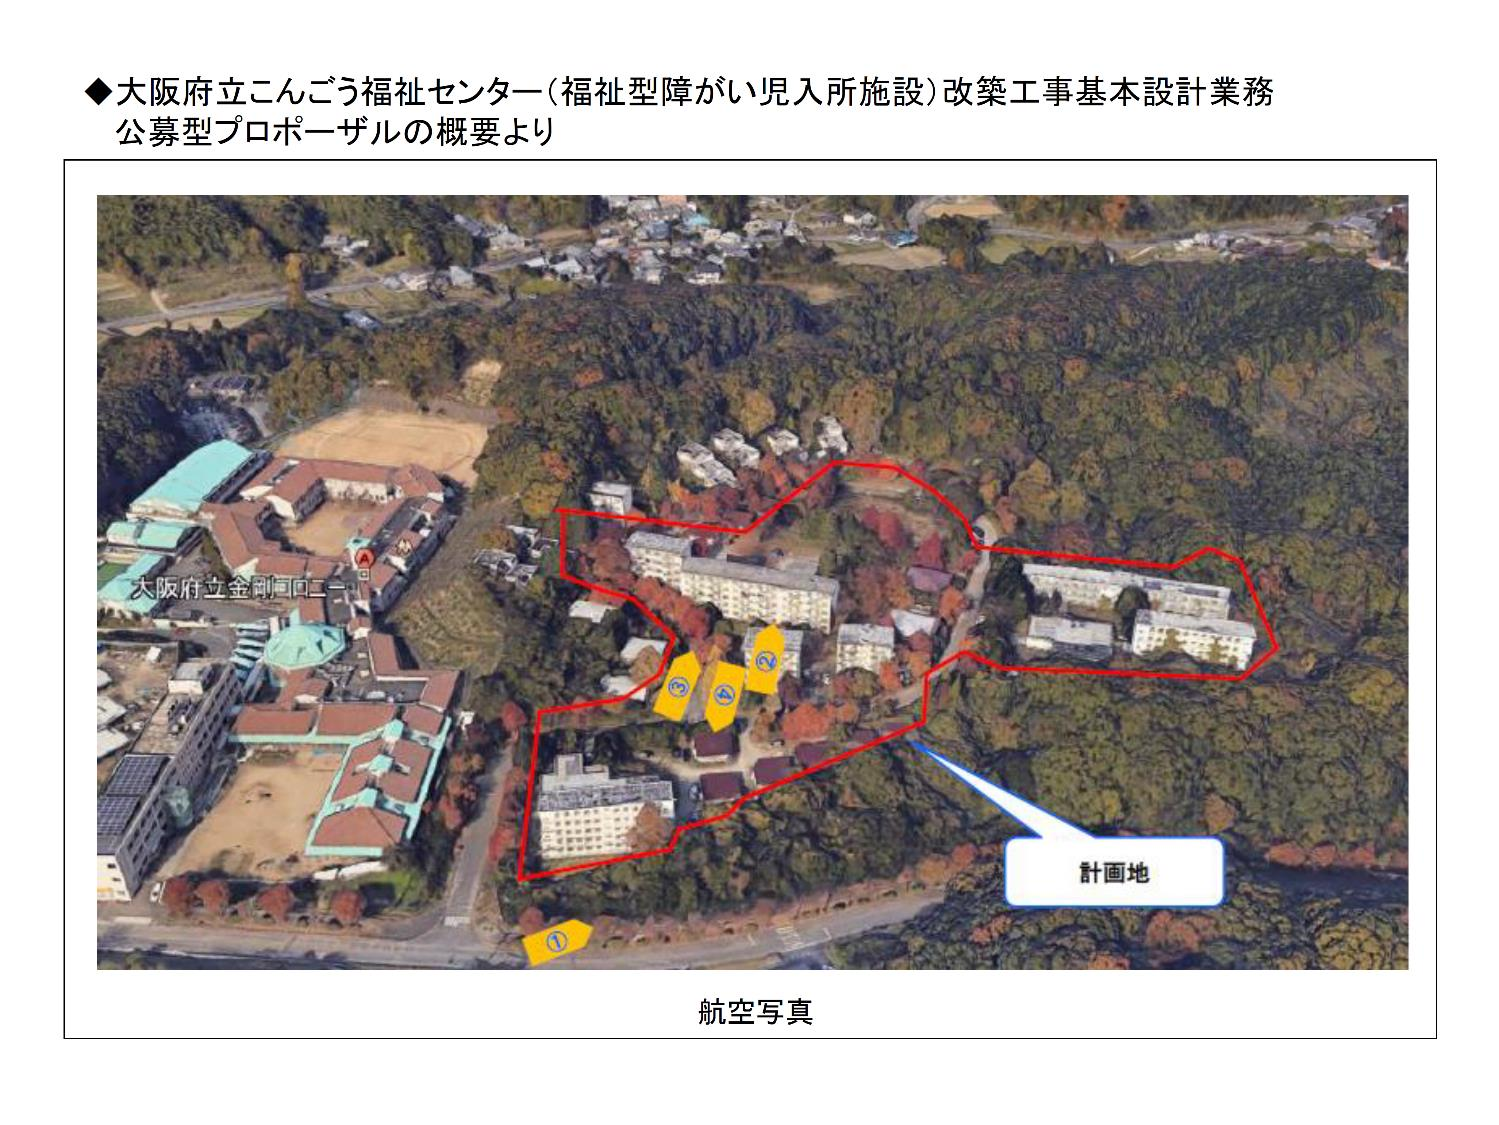 ◆大阪府立こんごう福祉センター（福祉型障がい児入所施設）改築工事基本設計業務
公募型プロポーザルの概要より
A
大阪府立金剛コロニー
②
③
④
計画地
①
航空写真